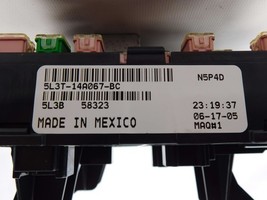 N5P4D
5L3T-14A067-BC
5L3B 58323 23:19:37
MADE IN MEXICO 06-17-05
MAQ#1